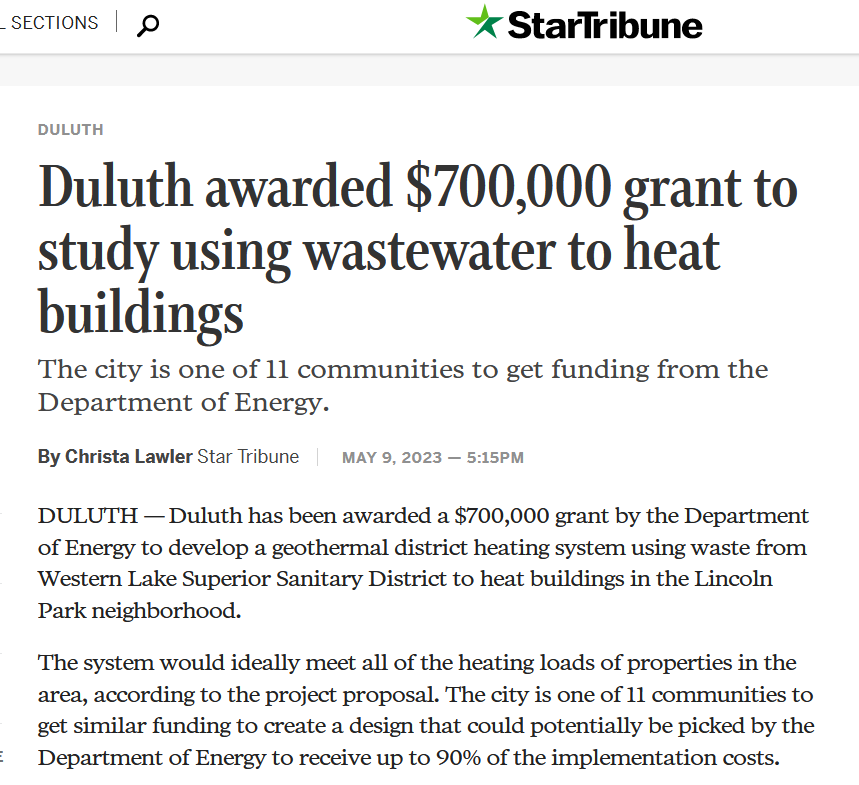 SECTIONS
StarTribune
DULUTH
Duluth awarded $700,000 grant to
study using wastewater to heat
buildings
The city is one of 11 communities to get funding from the
Department of Energy.
By Christa Lawler Star Tribune
MAY 9, 2023 — 5:15PM
DULUTH — Duluth has been awarded a $700,000 grant by the Department
of Energy to develop a geothermal district heating system using waste from
Western Lake Superior Sanitary District to heat buildings in the Lincoln
Park neighborhood.
The system would ideally meet all of the heating loads of properties in the
area, according to the project proposal. The city is one of 11 communities to
get similar funding to create a design that could potentially be picked by the
Department of Energy to receive up to 90% of the implementation costs.